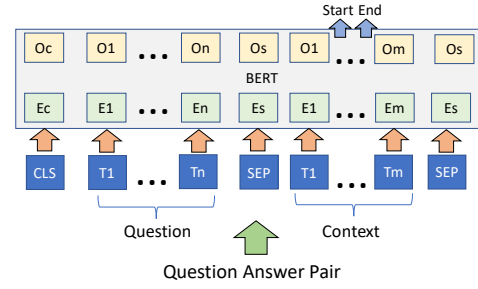 Start End
Oc O1 ... On Os O1 ... Om Os
BERT
Ec E1 ... En Es E1 ... Em Es
CLS T1 ... Tn SEP T1 ... Tm SEP
Question Context
Question Answer Pair